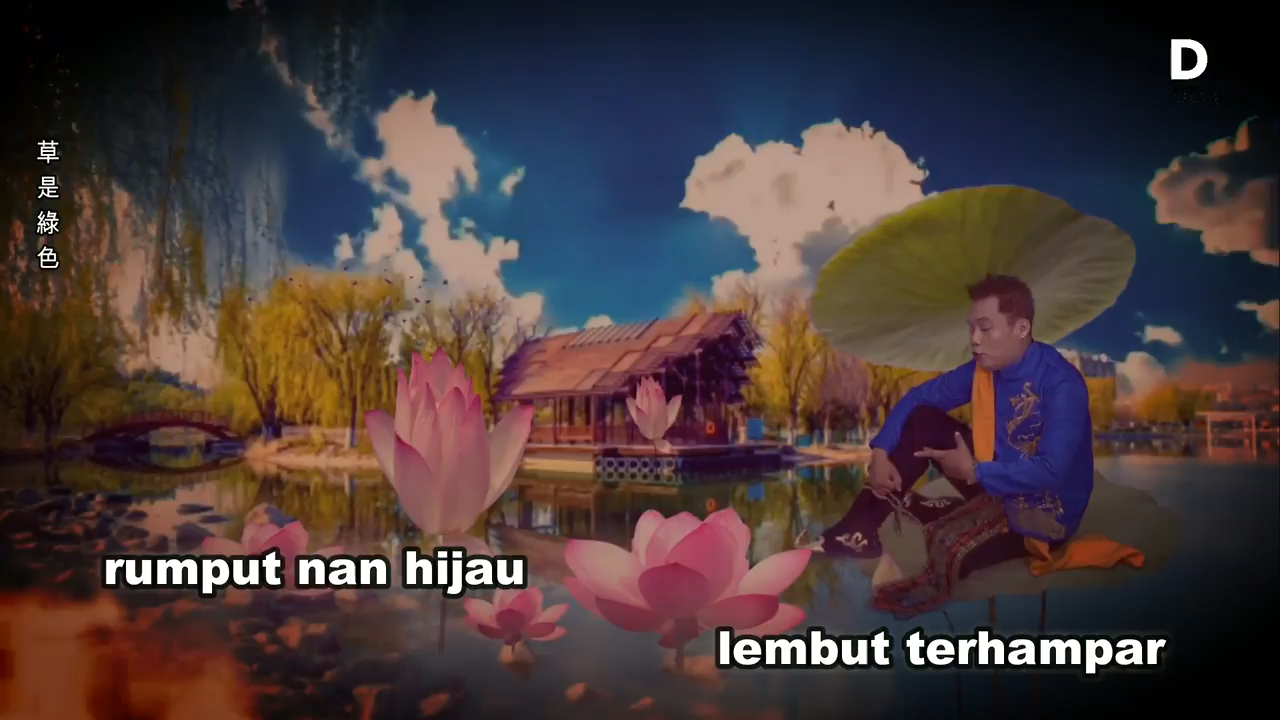 D
草是綠色
rumput nan hijau
lembut terhampar